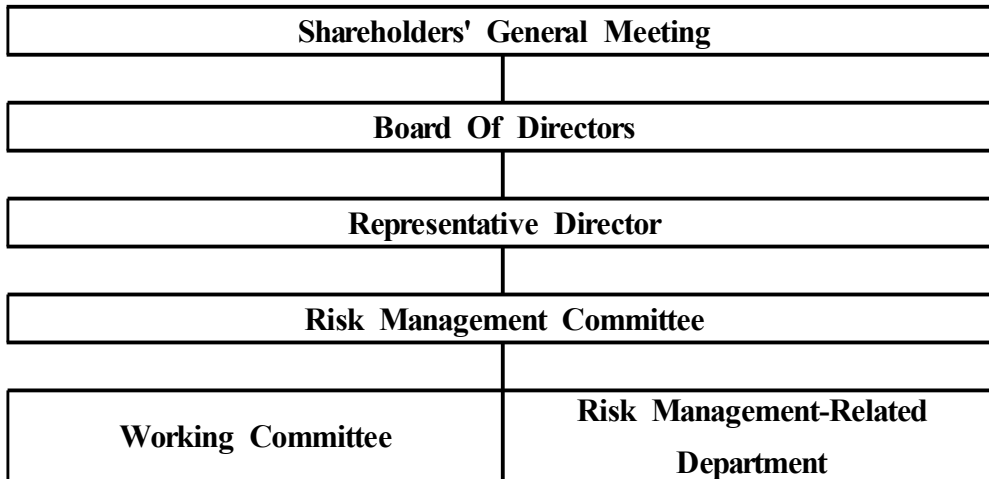 Shareholders' General Meeting
Board Of Directors
Representative Director
Risk Management Committee
Working Committee
Risk Management-Related
Department